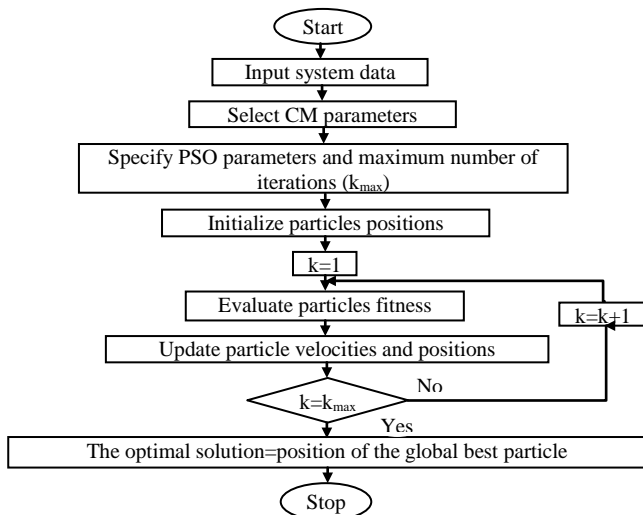 Start
Input system data
Select CM parameters
Specify PSO parameters and maximum number of
iterations (kmax)
Initialize particles positions
k=1
Evaluate particles fitness
k=k+1
Update particle velocities and positions
No
k=kmax
Yes
The optimal solution=position of the global best particle
Stop